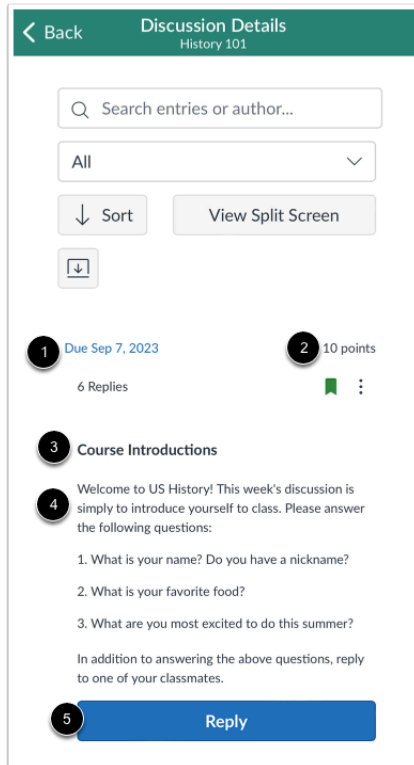 Back
Discussion Details
History 101
Search entries or author...
All
Sort
View Split Screen
1 Due Sep 7, 2023
2 10 points
6 Replies
3 Course Introductions
4 Welcome to US History! This week's discussion is
simply to introduce yourself to class. Please answer
the following questions:
1. What is your name? Do you have a nickname?
2. What is your favorite food?
3. What are you most excited to do this summer?
In addition to answering the above questions, reply
to one of your classmates.
5 Reply